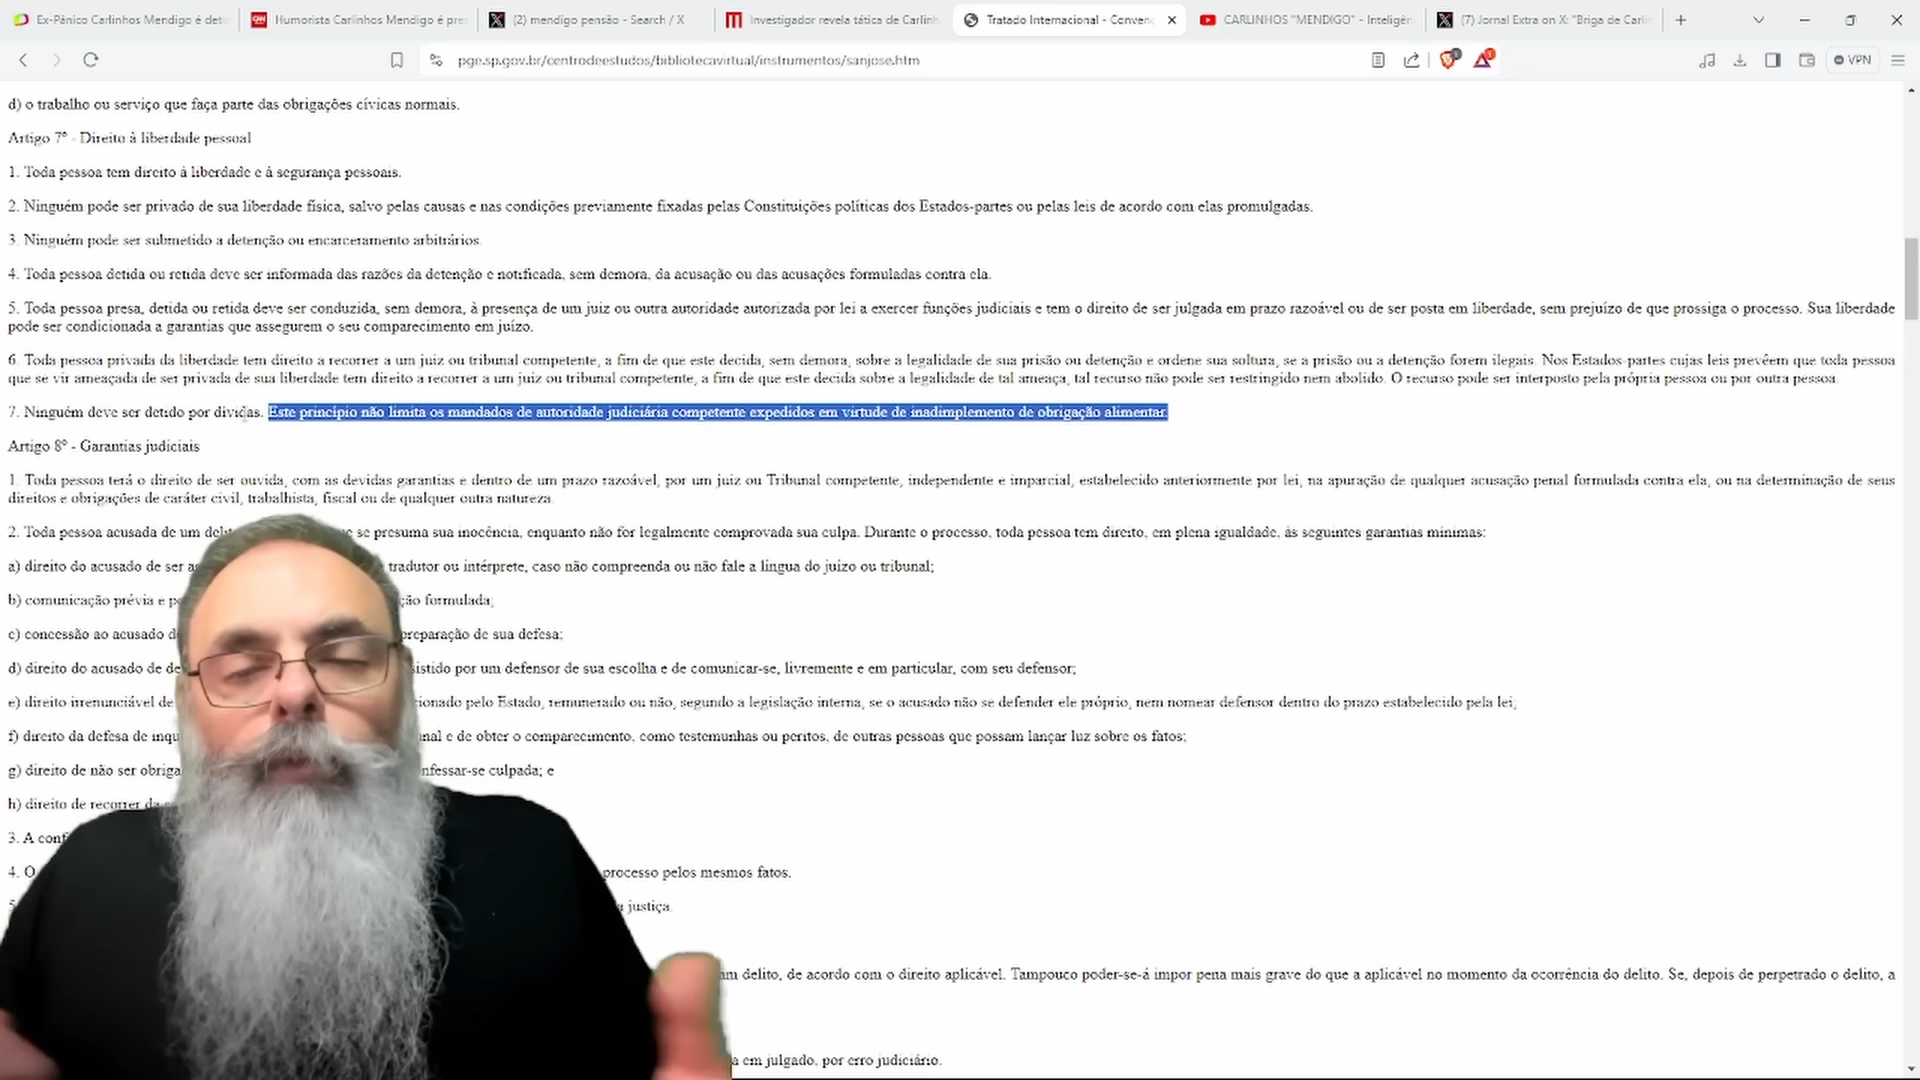 Ex-Pânico Carlinhos Mendigo é deti
Humorista Carlinhos Mendigo é pre
(2) mendigo pensão - Search / X
Investigador revela tática de Carlinh
Tratado Internacional - Convenç
CARLINHOS "MENDIGO" - Inteligên
(7) Jornal Extra on X: "Briga de Carli
pge.sp.gov.br/centrodeestudos/bibliotecavirtual/instrumentos/sanjose.htm
VPN
d) o trabalho ou serviço que faça parte das obrigações cívicas normais.
Artigo 7º - Direito à liberdade pessoal
1. Toda pessoa tem direito à liberdade e à segurança pessoais.
2. Ninguém pode ser privado de sua liberdade física, salvo pelas causas e nas condições previamente fixadas pelas Constituições políticas dos Estados-partes ou pelas leis de acordo com elas promulgadas.
3. Ninguém pode ser submetido a detenção ou encarceramento arbitrários.
4. Toda pessoa detida ou retida deve ser informada das razões da detenção e notificada, sem demora, da acusação ou das acusações formuladas contra ela.
5. Toda pessoa presa, detida ou retida deve ser conduzida, sem demora, à presença de um juiz ou outra autoridade autorizada por lei a exercer funções judiciais e tem o direito de ser julgada em prazo razoável ou de ser posta em liberdade, sem prejuízo de que prossiga o processo. Sua liberdade
pode ser condicionada a garantias que assegurem o seu comparecimento em juízo.
6. Toda pessoa privada da liberdade tem direito a recorrer a um juiz ou tribunal competente, a fim de que este decida, sem demora, sobre a legalidade de sua prisão ou detenção e ordene sua soltura, se a prisão ou a detenção forem ilegais. Nos Estados-partes cujas leis prevêem que toda pessoa
que se vir ameaçada de ser privada de sua liberdade tem direito a recorrer a um juiz ou tribunal competente, a fim de que este decida sobre a legalidade de tal ameaça, tal recurso não pode ser restringido nem abolido. O recurso pode ser interposto pela própria pessoa ou por outra pessoa.
7. Ninguém deve ser detido por dívidas. Este princípio não limita os mandados de autoridade judiciária competente expedidos em virtude de inadimplemento de obrigação alimentar.
Artigo 8º - Garantias judiciais
1. Toda pessoa terá o direito de ser ouvida, com as devidas garantias e dentro de um prazo razoável, por um juiz ou Tribunal competente, independente e imparcial, estabelecido anteriormente por lei, na apuração de qualquer acusação penal formulada contra ela, ou na determinação de seus
direitos e obrigações de caráter civil, trabalhista, fiscal ou de qualquer outra natureza.
2. Toda pessoa acusada de um deli se presuma sua inocência, enquanto não for legalmente comprovada sua culpa. Durante o processo, toda pessoa tem direito, em plena igualdade, às seguintes garantias mínimas:
a) direito do acusado de ser a tradutor ou intérprete, caso não compreenda ou não fale a língua do juízo ou tribunal;
b) comunicação prévia e p ção formulada;
c) concessão ao acusado d preparação de sua defesa;
d) direito do acusado de de istido por um defensor de sua escolha e de comunicar-se, livremente e em particular, com seu defensor;
e) direito irrenunciável de ionado pelo Estado, remunerado ou não, segundo a legislação interna, se o acusado não se defender ele próprio, nem nomear defensor dentro do prazo estabelecido pela lei;
f) direito da defesa de inqu nal e de obter o comparecimento, como testemunhas ou peritos, de outras pessoas que possam lançar luz sobre os fatos;
g) direito de não ser obriga nfessar-se culpada; e
h) direito de recorrer da
3. A conf
4. O processo pelos mesmos fatos.
a justiça.
m delito, de acordo com o direito aplicável. Tampouco poder-se-á impor pena mais grave do que a aplicável no momento da ocorrência do delito. Se, depois de perpetrado o delito, a
a em julgado, por erro judiciário.